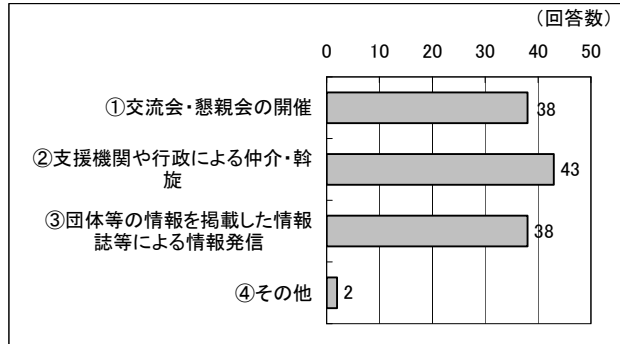 （回答数）
0 10 20 30 40 50
①交流会・懇親会の開催 38
②支援機関や行政による仲介・斡
旋 43
③団体等の情報を掲載した情報
誌等による情報発信 38
④その他 2